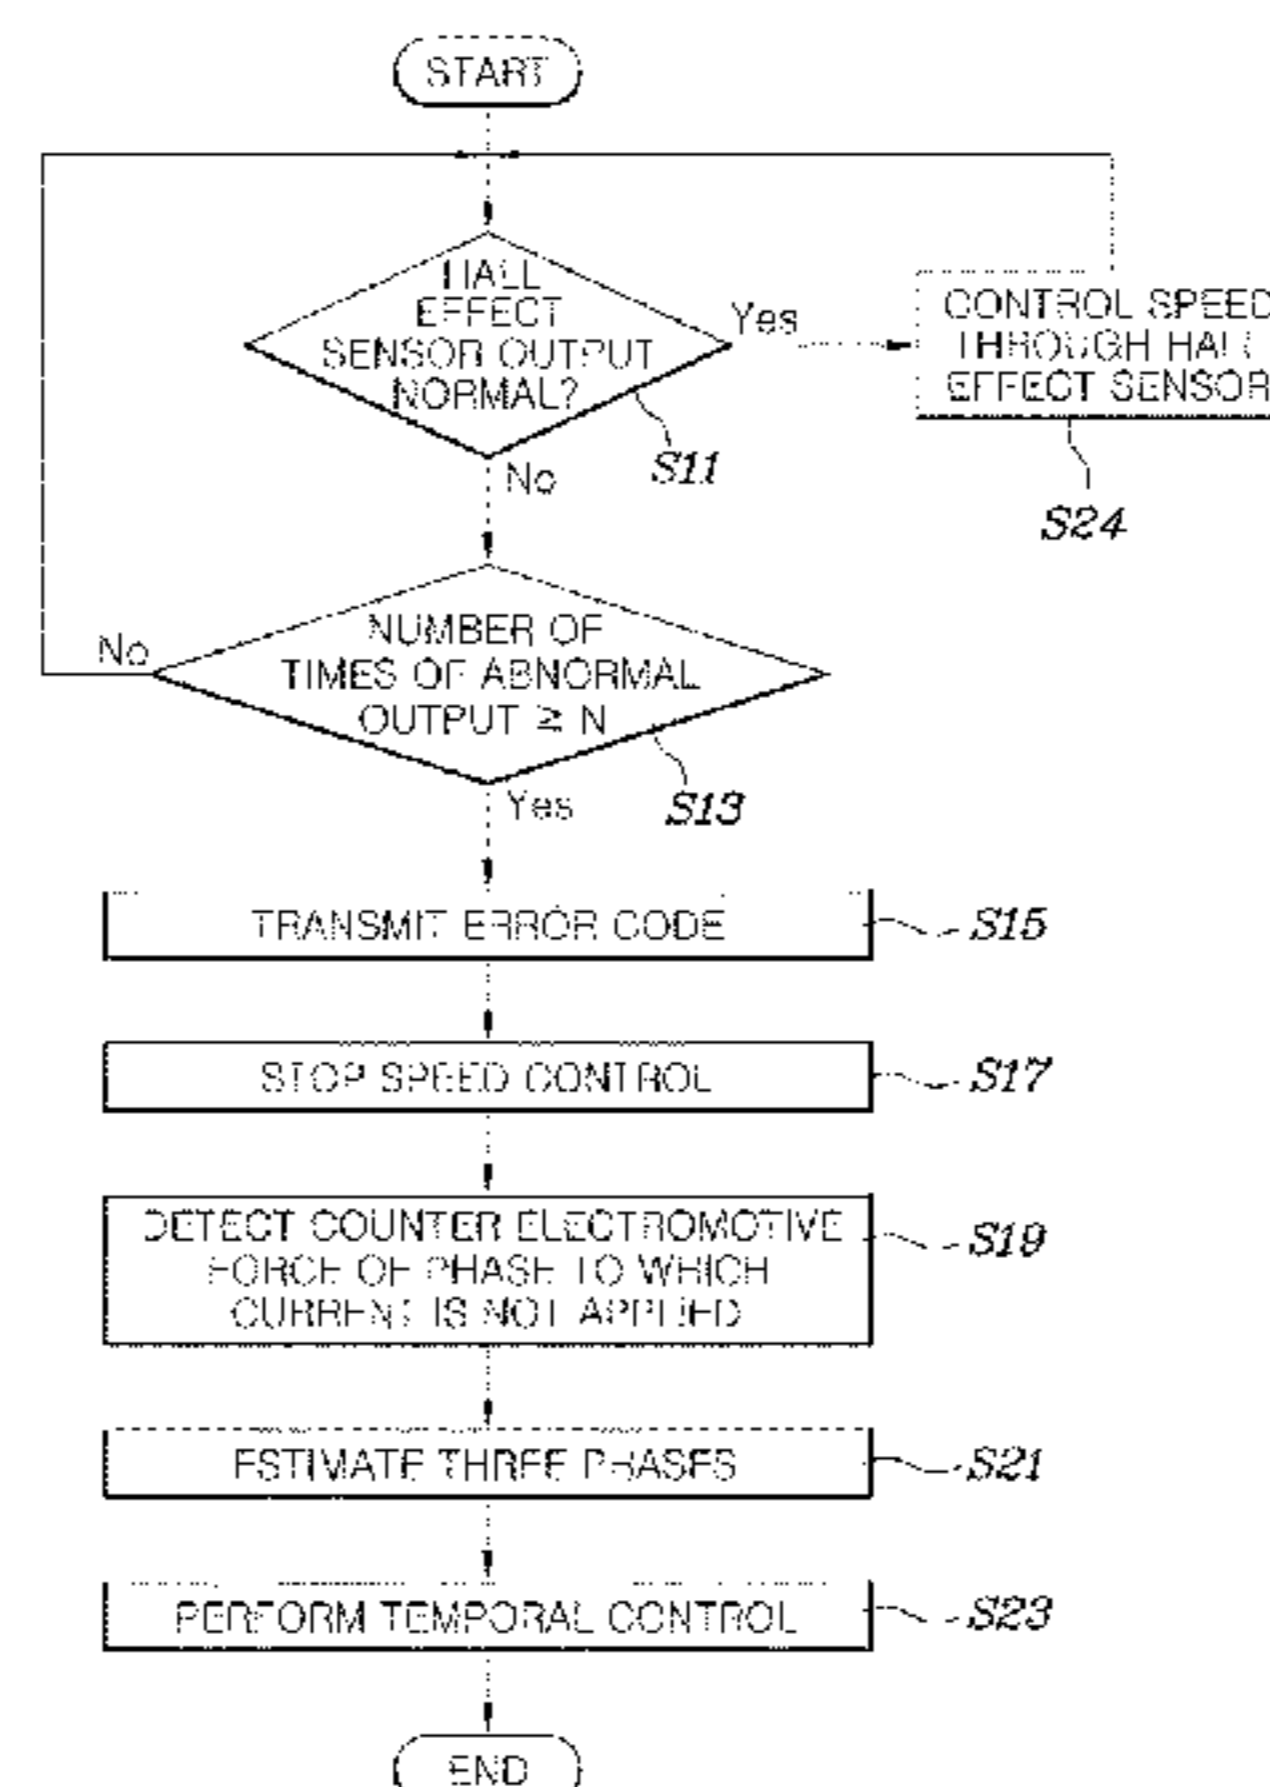 START
HALL
EFFECT
SENSOR OUTPUT
NORMAL?
Yes
CONTROL SPEED
THROUGH HALL
EFFECT SENSOR
S11
No
S24
NUMBER OF
TIMES OF ABNORMAL
OUTPUT ≥ N
No
S13
Yes
TRANSMIT ERROR CODE
S15
STOP SPEED CONTROL
S17
DETECT COUNTER ELECTROMOTIVE
FORCE OF PHASE TO WHICH
CURRENT IS NOT APPLIED
S19
ESTIMATE THREE PHASES
S21
PERFORM TEMPORAL CONTROL
S23
END